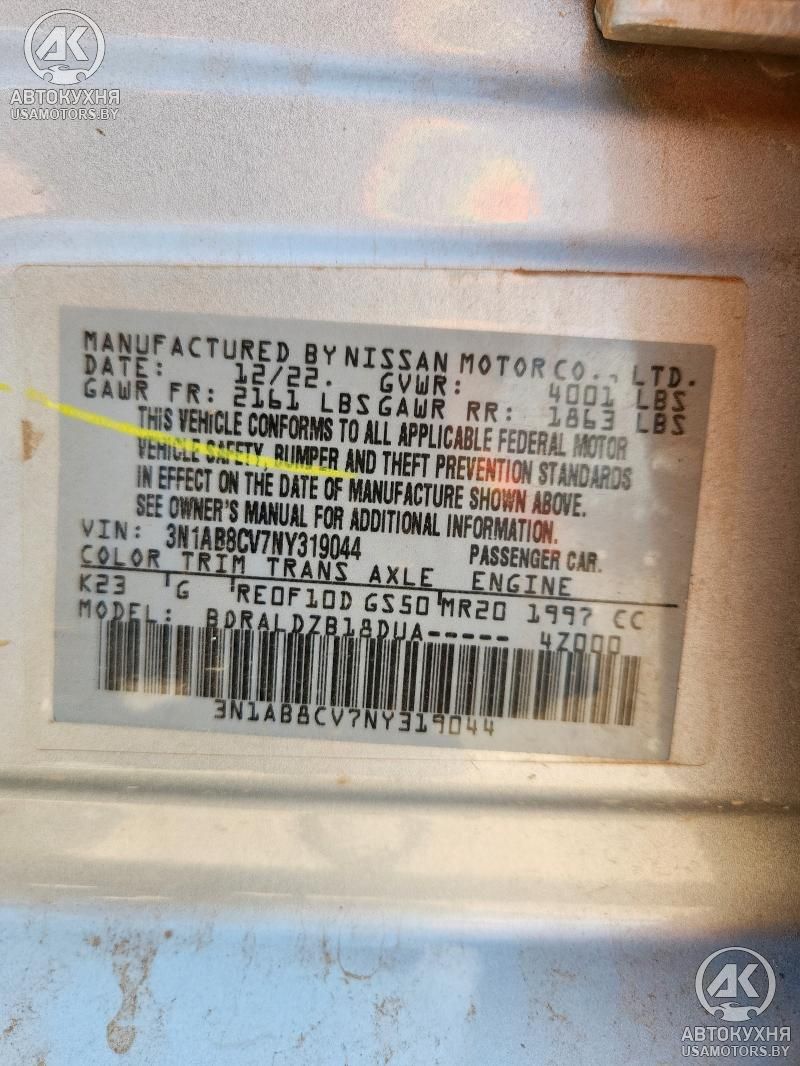 AK
АВТОКУХНЯ
USAMOTORS.BY
MANUFACTURED BY NISSAN MOTOR CO., LTD.
DATE: 12/22. GVWR: 4001 LBS
GAWR FR: 2161 LBS GAWR RR: 1863 LBS
THIS VEHICLE CONFORMS TO ALL APPLICABLE FEDERAL MOTOR
VEHICLE SAFETY, BUMPER AND THEFT PREVENTION STANDARDS
IN EFFECT ON THE DATE OF MANUFACTURE SHOWN ABOVE.
SEE OWNER'S MANUAL FOR ADDITIONAL INFORMATION.
VIN: 3N1AB8CV7NY319044 PASSENGER CAR.
COLOR TRIM TRANS AXLE ENGINE
K23 G RE0F10D GS50 MR20 1997 CC
MODEL: BDRALDZB18DUA----- 4Z000
3N1AB8CV7NY319044
AK
АВТОКУХНЯ
USAMOTORS.BY